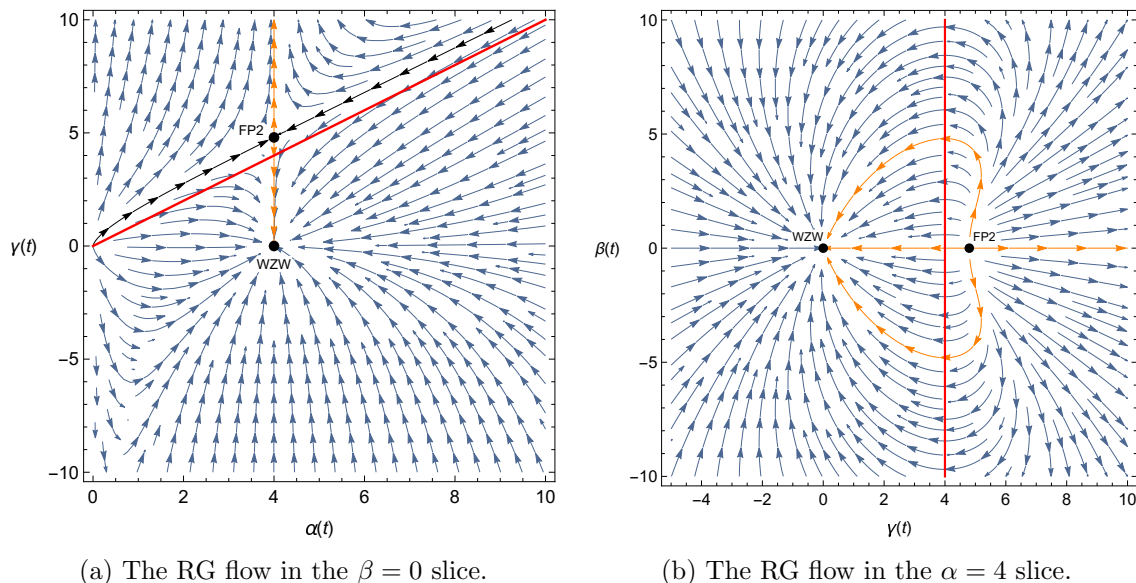 10
5
0
−5
−10
γ(t)
FP2
WZW
0 2 4 6 8 10
α(t)
(a) The RG flow in the β = 0 slice.
10
5
0
−5
−10
β(t)
WZW
FP2
−4 −2 0 2 4 6 8 10
γ(t)
(b) The RG flow in the α = 4 slice.